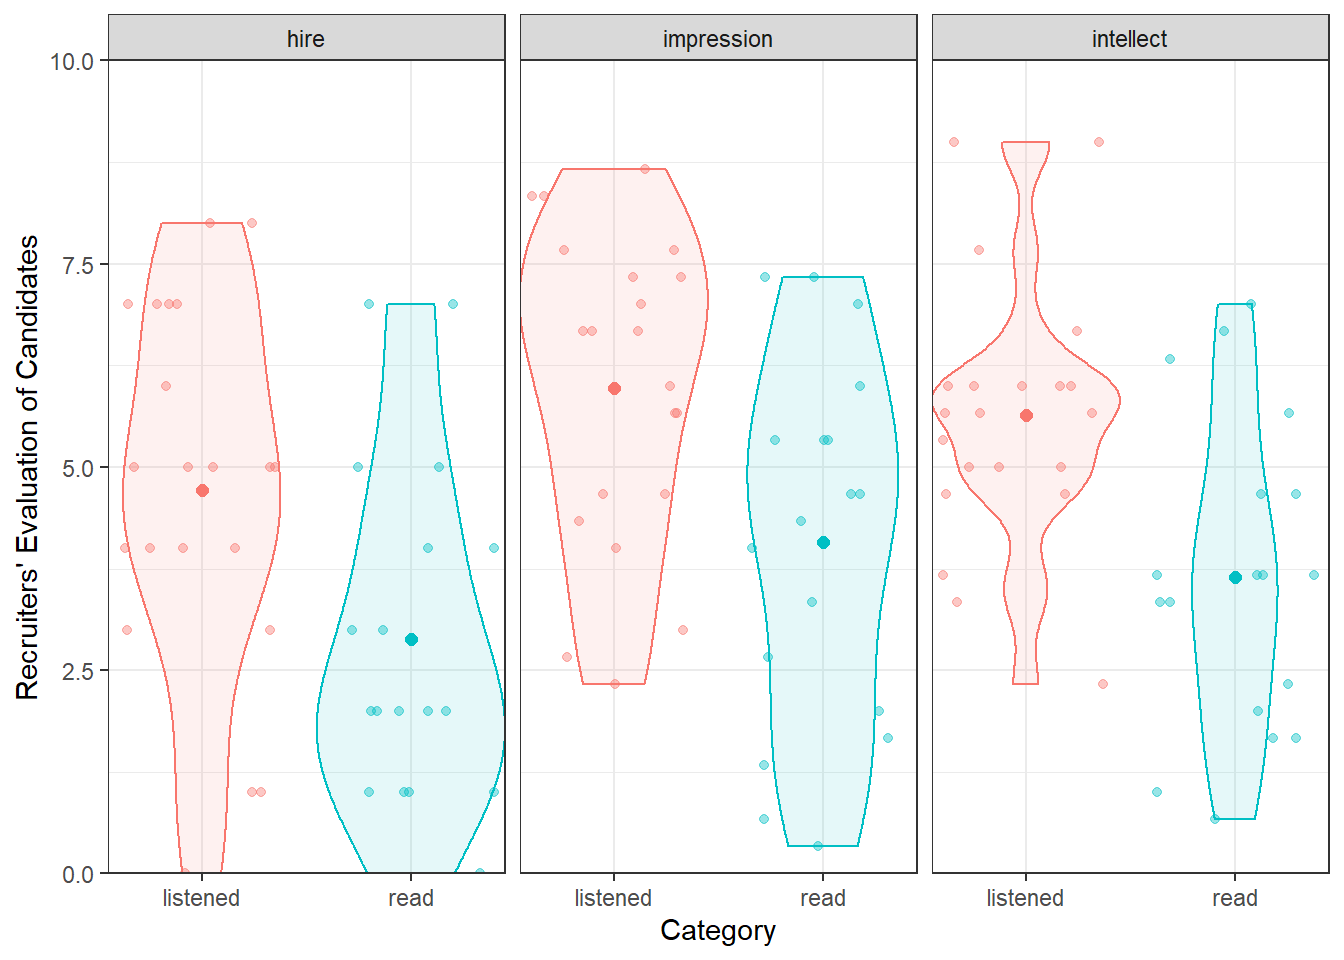 hire
impression
intellect
Recruiters' Evaluation of Candidates
10.0
7.5
5.0
2.5
0.0
listened
read
listened
read
listened
read
Category